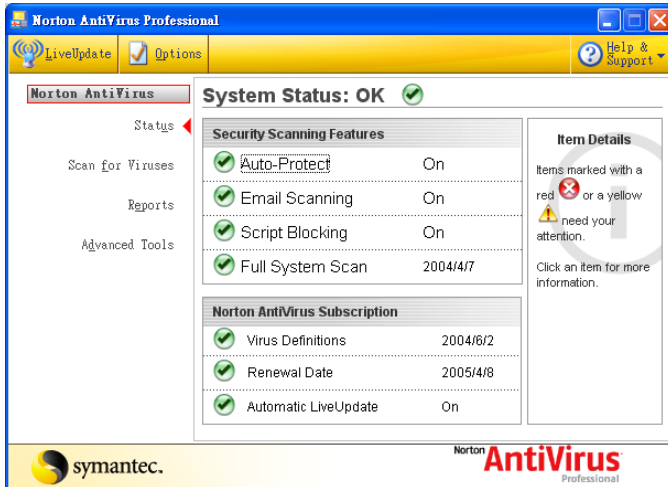 Norton AntiVirus Professional
LiveUpdate
Options
Help & Support
Norton AntiVirus
Status
Scan for Viruses
Reports
Advanced Tools
System Status: OK
Security Scanning Features
Auto-Protect On
Email Scanning On
Script Blocking On
Full System Scan 2004/4/7
Norton AntiVirus Subscription
Virus Definitions 2004/6/2
Renewal Date 2005/4/8
Automatic LiveUpdate On
Item Details
Items marked with a
red or a yellow
need your
attention.
Click an item for more
information.
symantec.
Norton AntiVirus
Professional